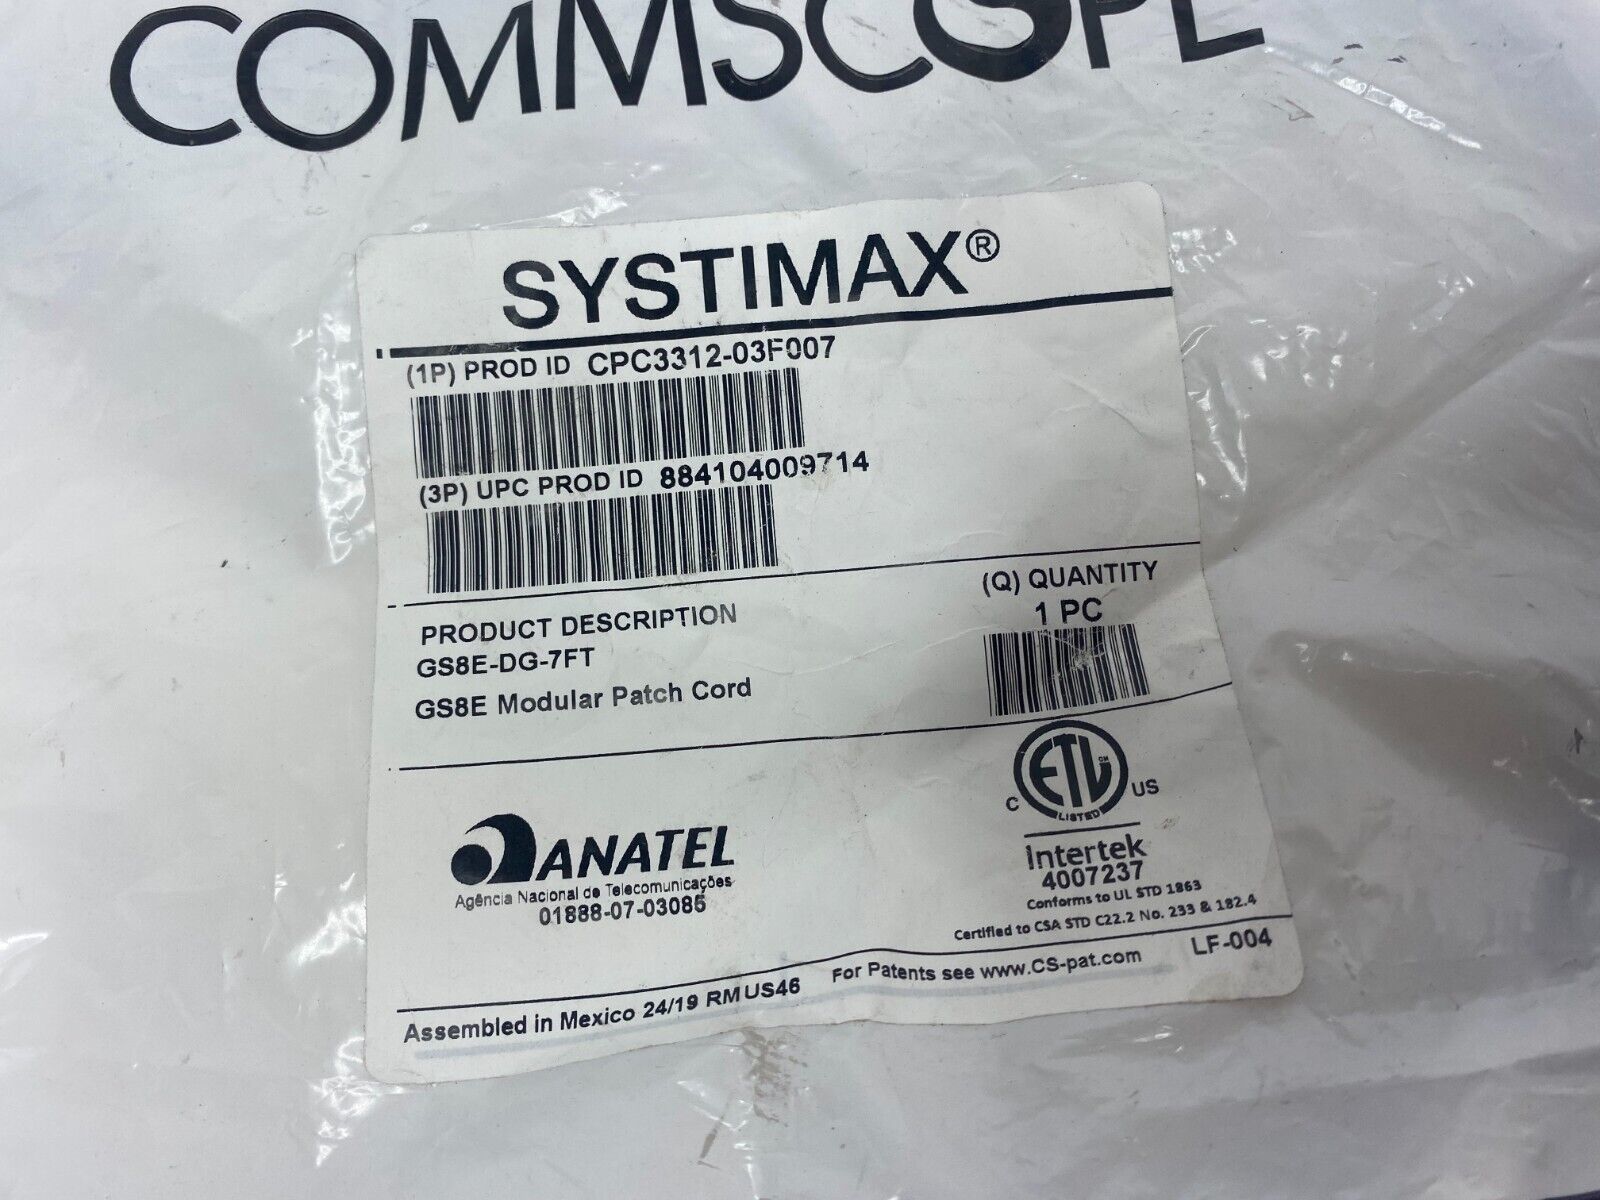 COMMSCOPE
SYSTIMAX®
(1P) PROD ID CPC3312-03F007
(3P) UPC PROD ID 884104009714
PRODUCT DESCRIPTION
GS8E-DG-7FT
GS8E Modular Patch Cord
(Q) QUANTITY
1 PC
ANATEL
Agência Nacional de Telecomunicações
01888-07-03085
ETL CM
C US
LISTED
Intertek
4007237
Conforms to UL STD 1863
Certified to CSA STD C22.2 No. 233 & 182.4
Assembled in Mexico 24/19 RMUS46 For Patents see www.CS-pat.com LF-004